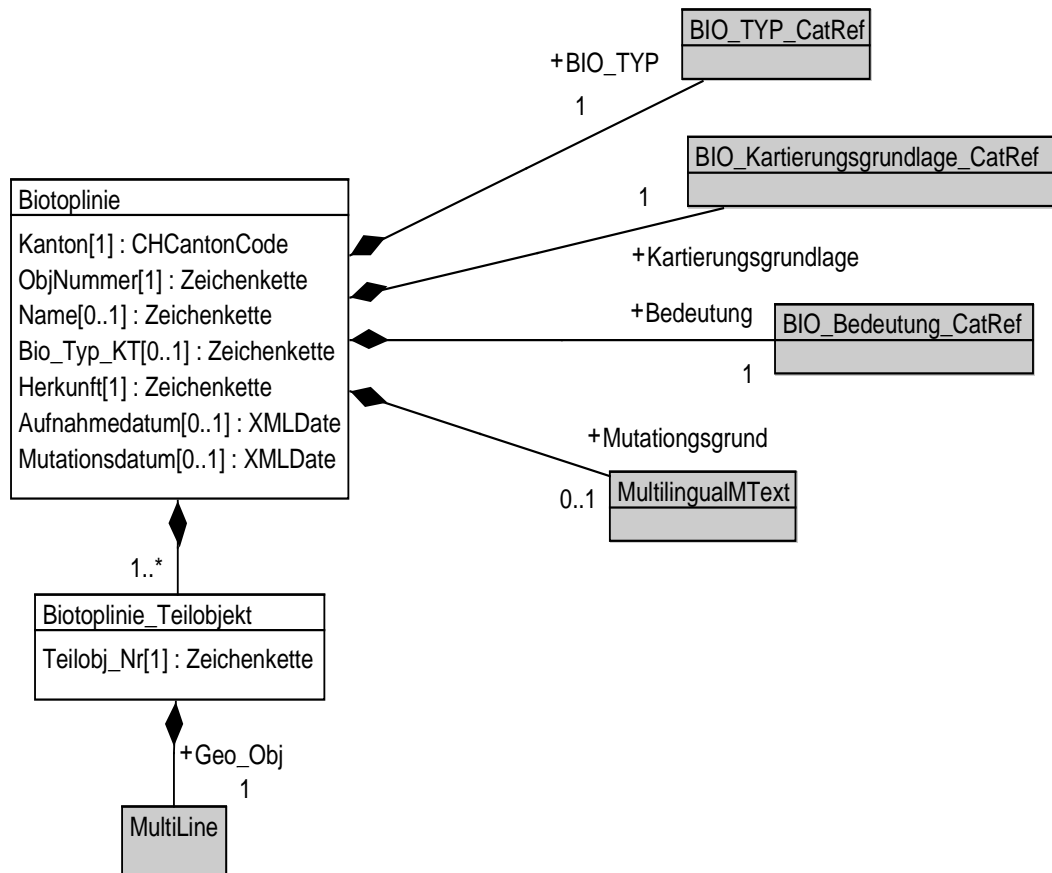 BIO_TYP_CatRef
+BIO_TYP
1
BIO_Kartierungsgrundlage_CatRef
1
+Kartierungsgrundlage
Biotoplinie
Kanton[1] : CHCantonCode
ObjNummer[1] : Zeichenkette
Name[0..1] : Zeichenkette
Bio_Typ_KT[0..1] : Zeichenkette
Herkunft[1] : Zeichenkette
Aufnahmedatum[0..1] : XMLDate
Mutationsdatum[0..1] : XMLDate
+Bedeutung
BIO_Bedeutung_CatRef
1
+Mutationgsgrund
0..1
MultilingualMText
1..*
Biotoplinie_Teilobjekt
Teilobj_Nr[1] : Zeichenkette
+Geo_Obj
1
MultiLine